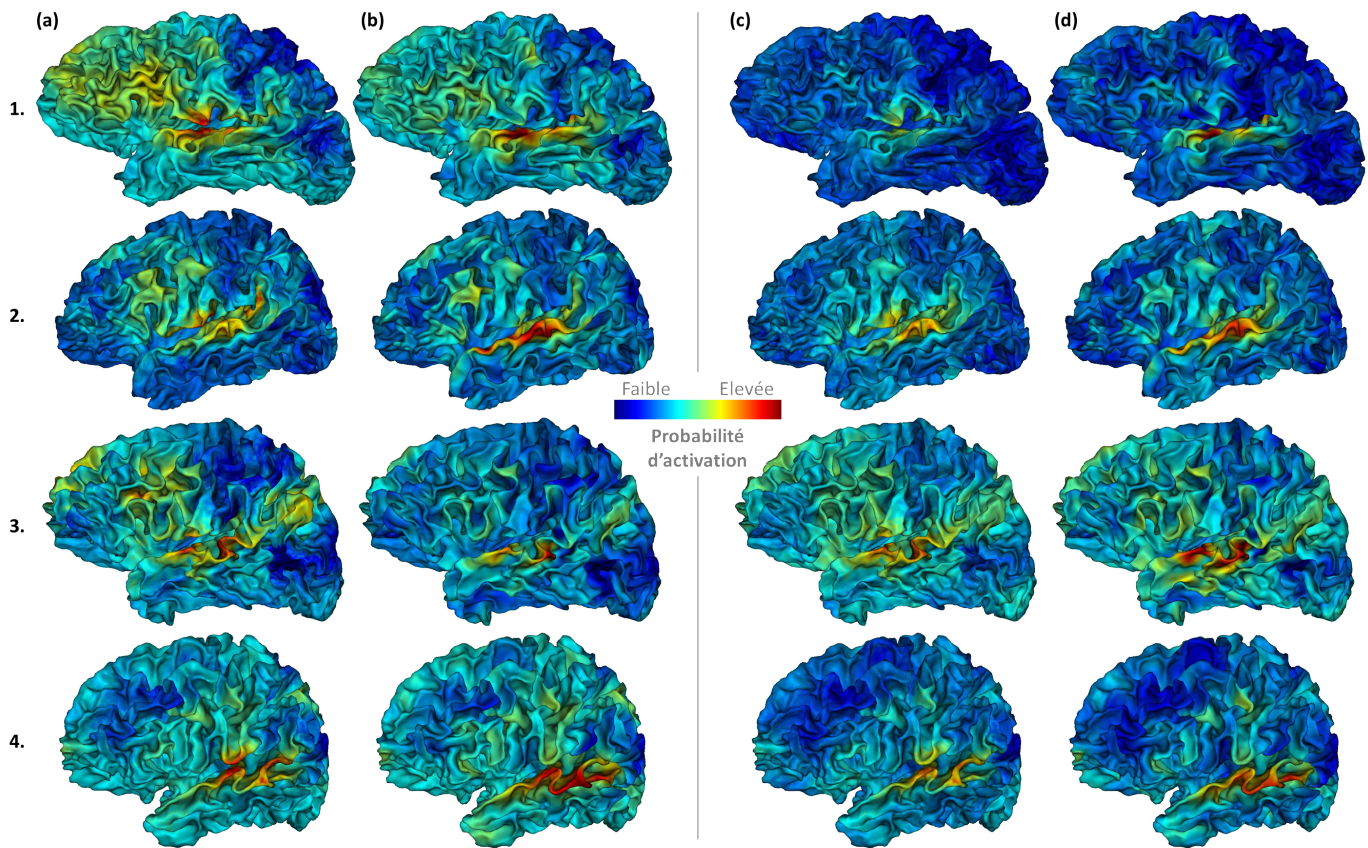 (a)
(b)
(c)
(d)
1.
2.
Faible
Elevée
Probabilité
d'activation
3.
4.